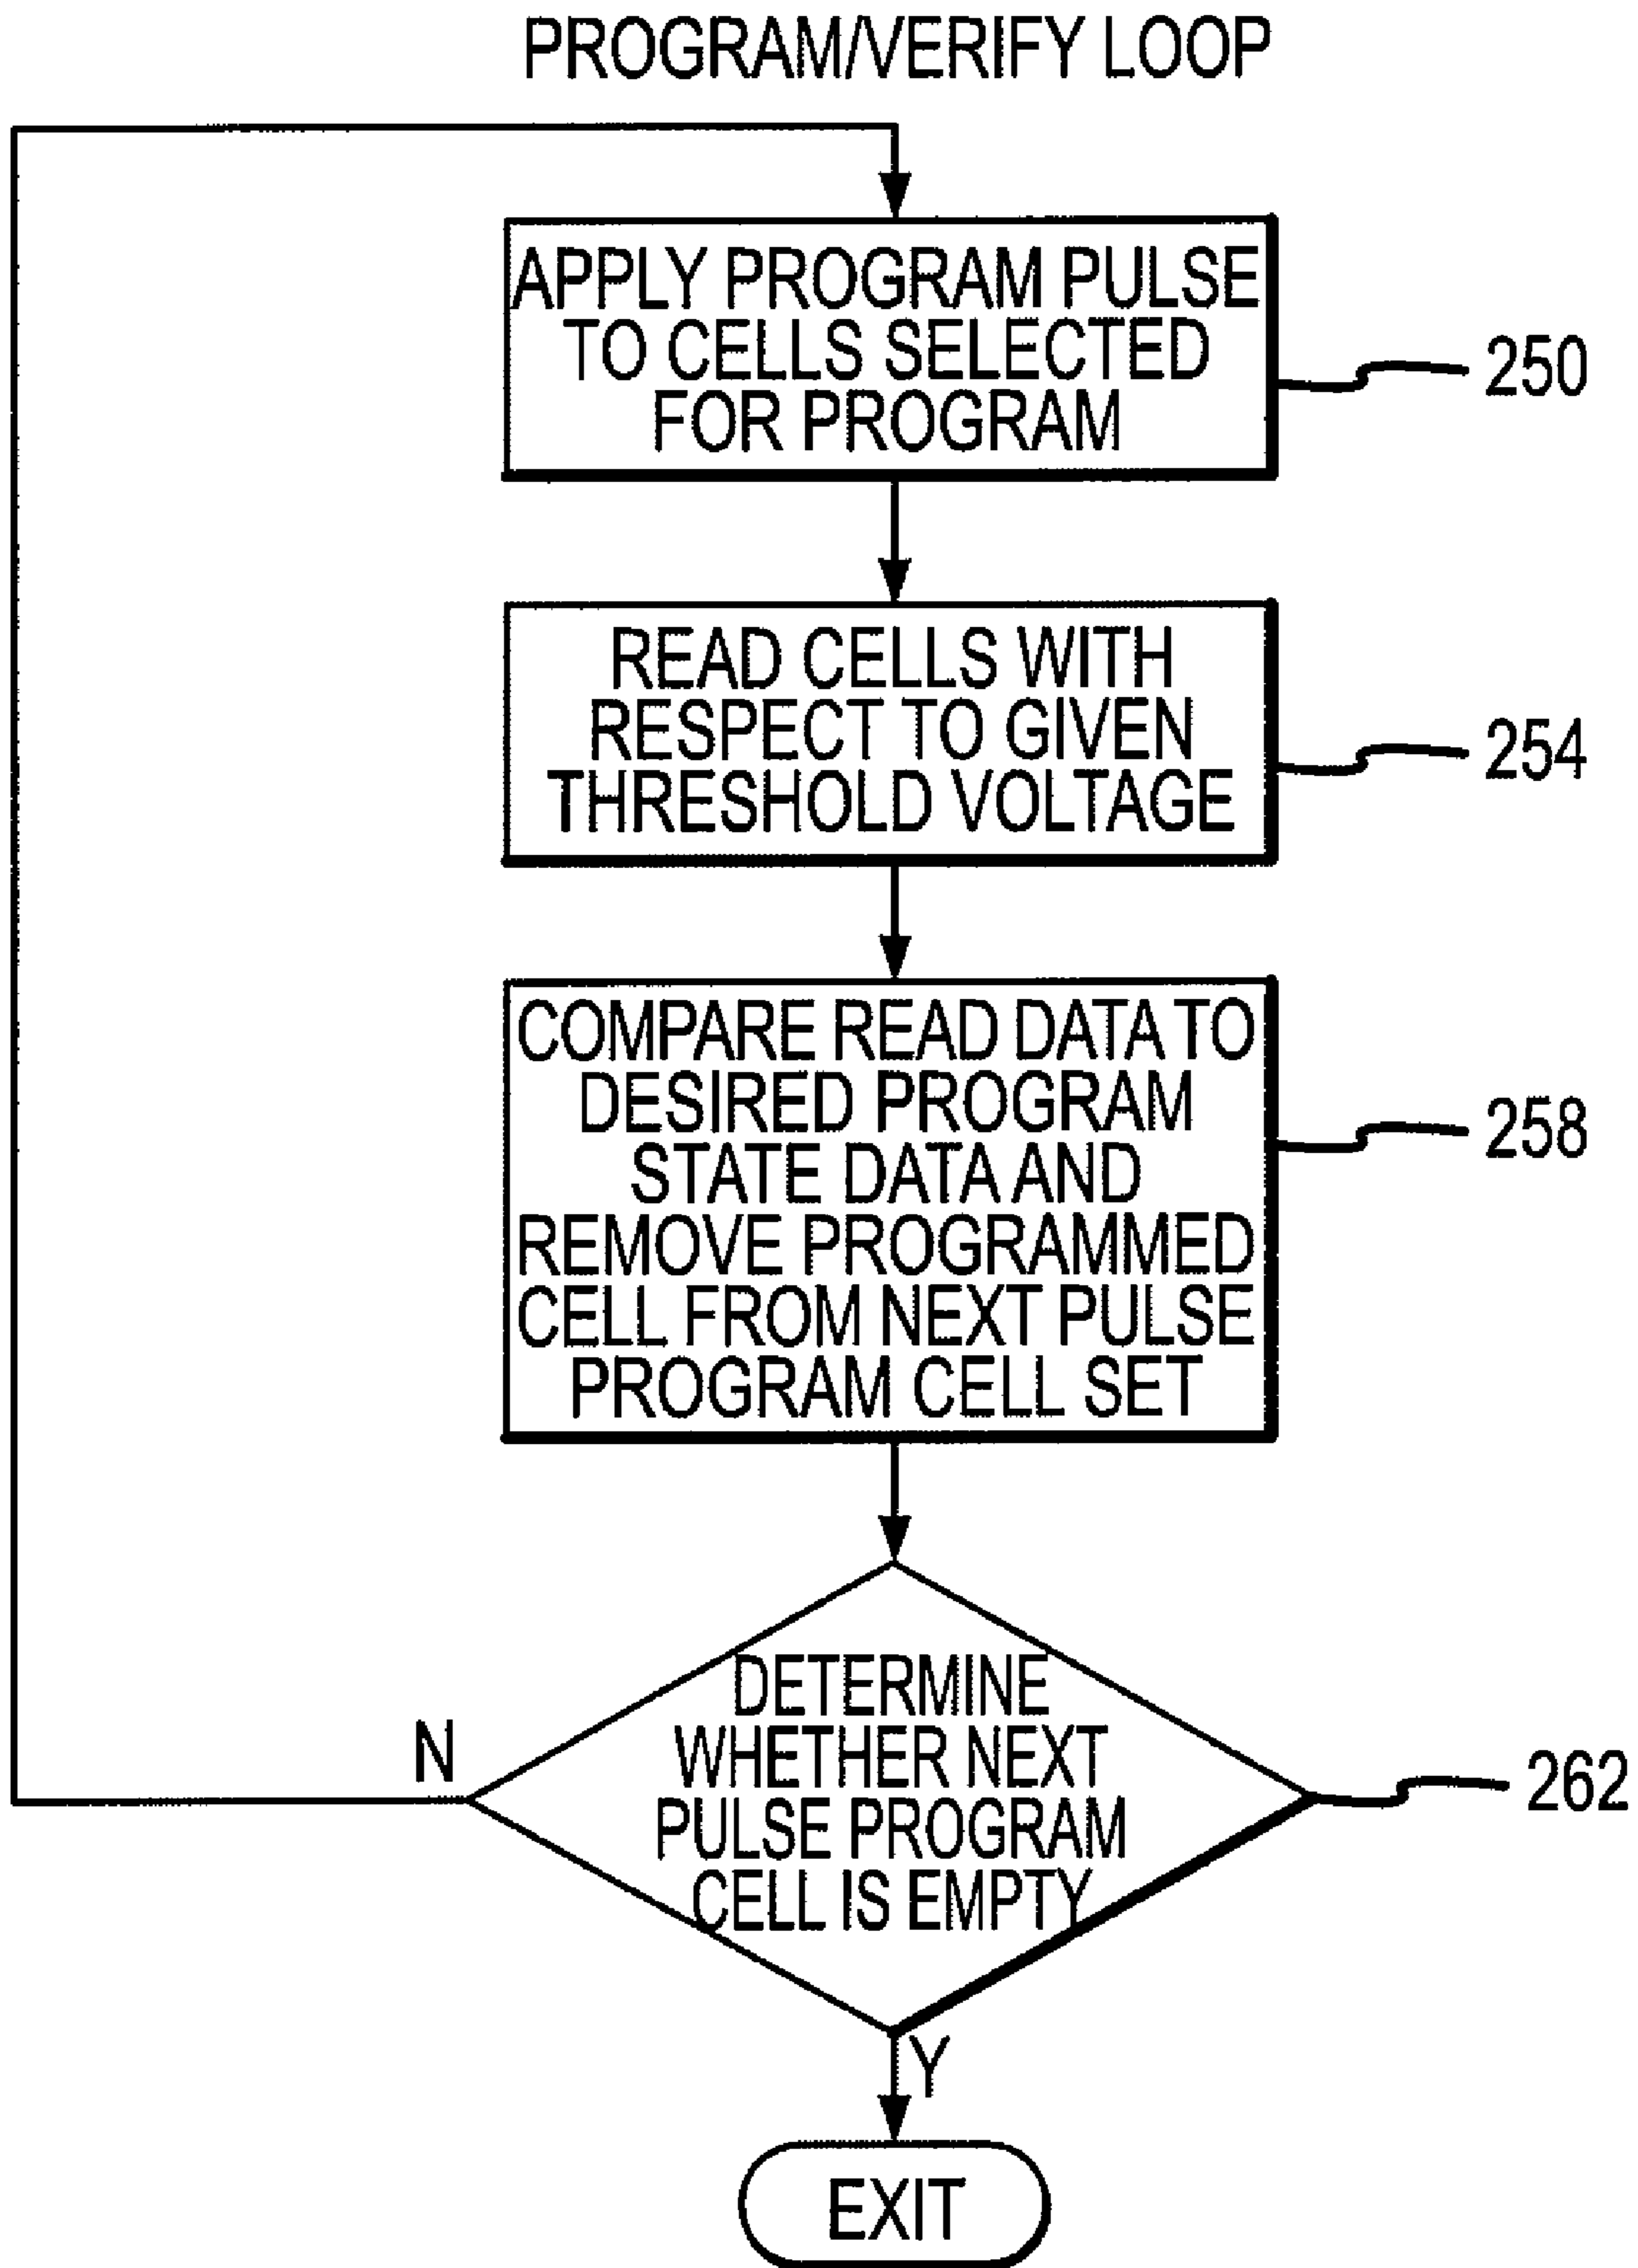 PROGRAM/VERIFY LOOP
APPLY PROGRAM PULSE
TO CELLS SELECTED
FOR PROGRAM
250
READ CELLS WITH
RESPECT TO GIVEN
THRESHOLD VOLTAGE
254
COMPARE READ DATA TO
DESIRED PROGRAM
STATE DATA AND
REMOVE PROGRAMMED
CELL FROM NEXT PULSE
PROGRAM CELL SET
258
DETERMINE
WHETHER NEXT
PULSE PROGRAM
CELL IS EMPTY
N
262
Y
EXIT